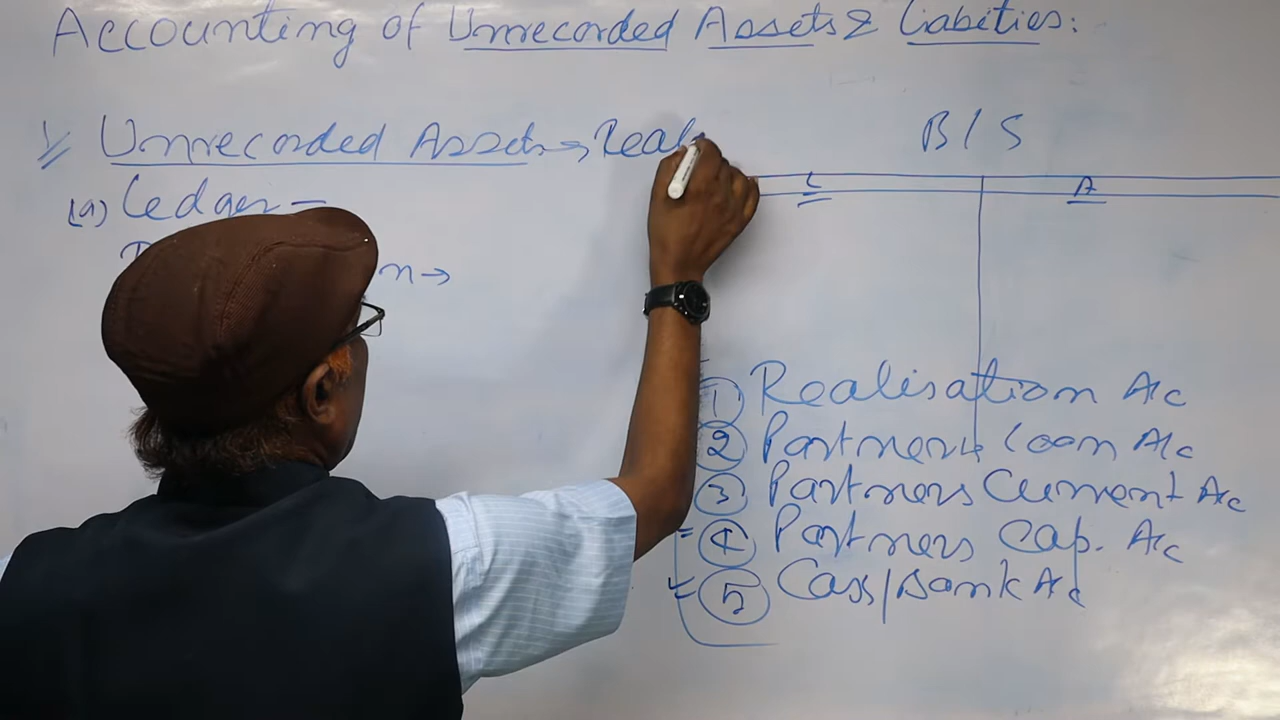 Accounting of Unrecorded Assets & Liabilities:
1/ Unrecorded Assets → Real
(a) Ledger —
n →
B/S
L A
1 Realisation A/c
2 Partners Loan A/c
3 Partners Current A/c
4 Partners Cap. A/c
5 Cash/Bank A/c